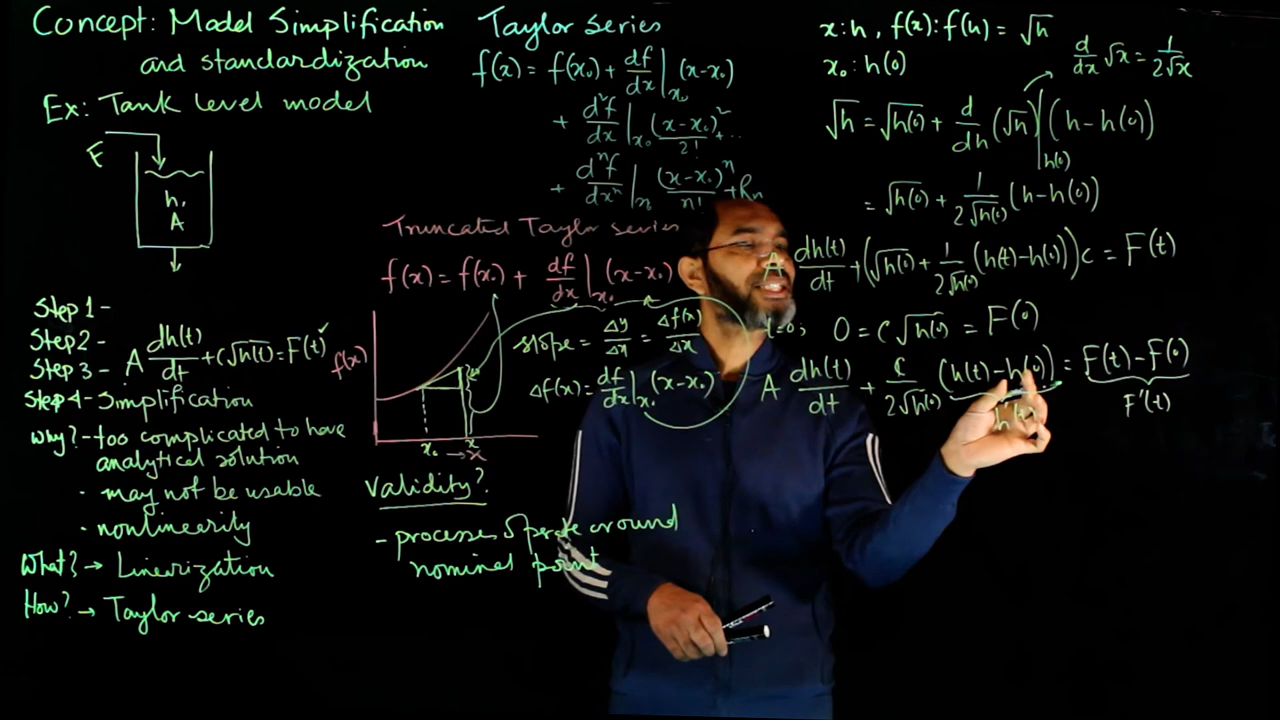 Concept: Model Simplification
and standardization
Ex: Tank level model
F
h,
A
Step 1-
Step2 -
Step 3 - A dh(t)/dt + c√h(t) = F(t)
Step 4 - Simplification
Why? - too complicated to have
analytical solution
· may not be usable
· nonlinearity
What? → Linerization
How? → Taylor series
Taylor series
f(x) = f(x₀) + df/dx|x₀ (x-x₀)
+ d²f/dx|x₀ (x-x₀)²/2! + ..
+ dⁿf/dxⁿ|x₀ (x-x₀)ⁿ/n! + Rn
Truncated Taylor series
f(x) = f(x₀) + df/dx|x₀ (x-x₀)
f(x)
x₀ → x
x
slope = Δy/Δx = Δf(x)/Δx
Δf(x) = df/dx|x₀ (x-x₀)
Validity?
- processes operate around
nominal point
x:h, f(x):f(h) = √h
x₀: h(0)
d/dx √x = 1/2√x
√h = √h(0) + d/dh (√h)|h(0) (h-h(0))
= √h(0) + 1/2√h(0) (h-h(0))
A dh(t)/dt + (√h(0) + 1/2√h(0) (h(t)-h(0)))c = F(t)
t=0; 0 = c√h(0) = F(0)
A dh(t)/dt + c/2√h(0) (h(t)-h(0)) = F(t) - F(0)
h'(t)
F'(t)